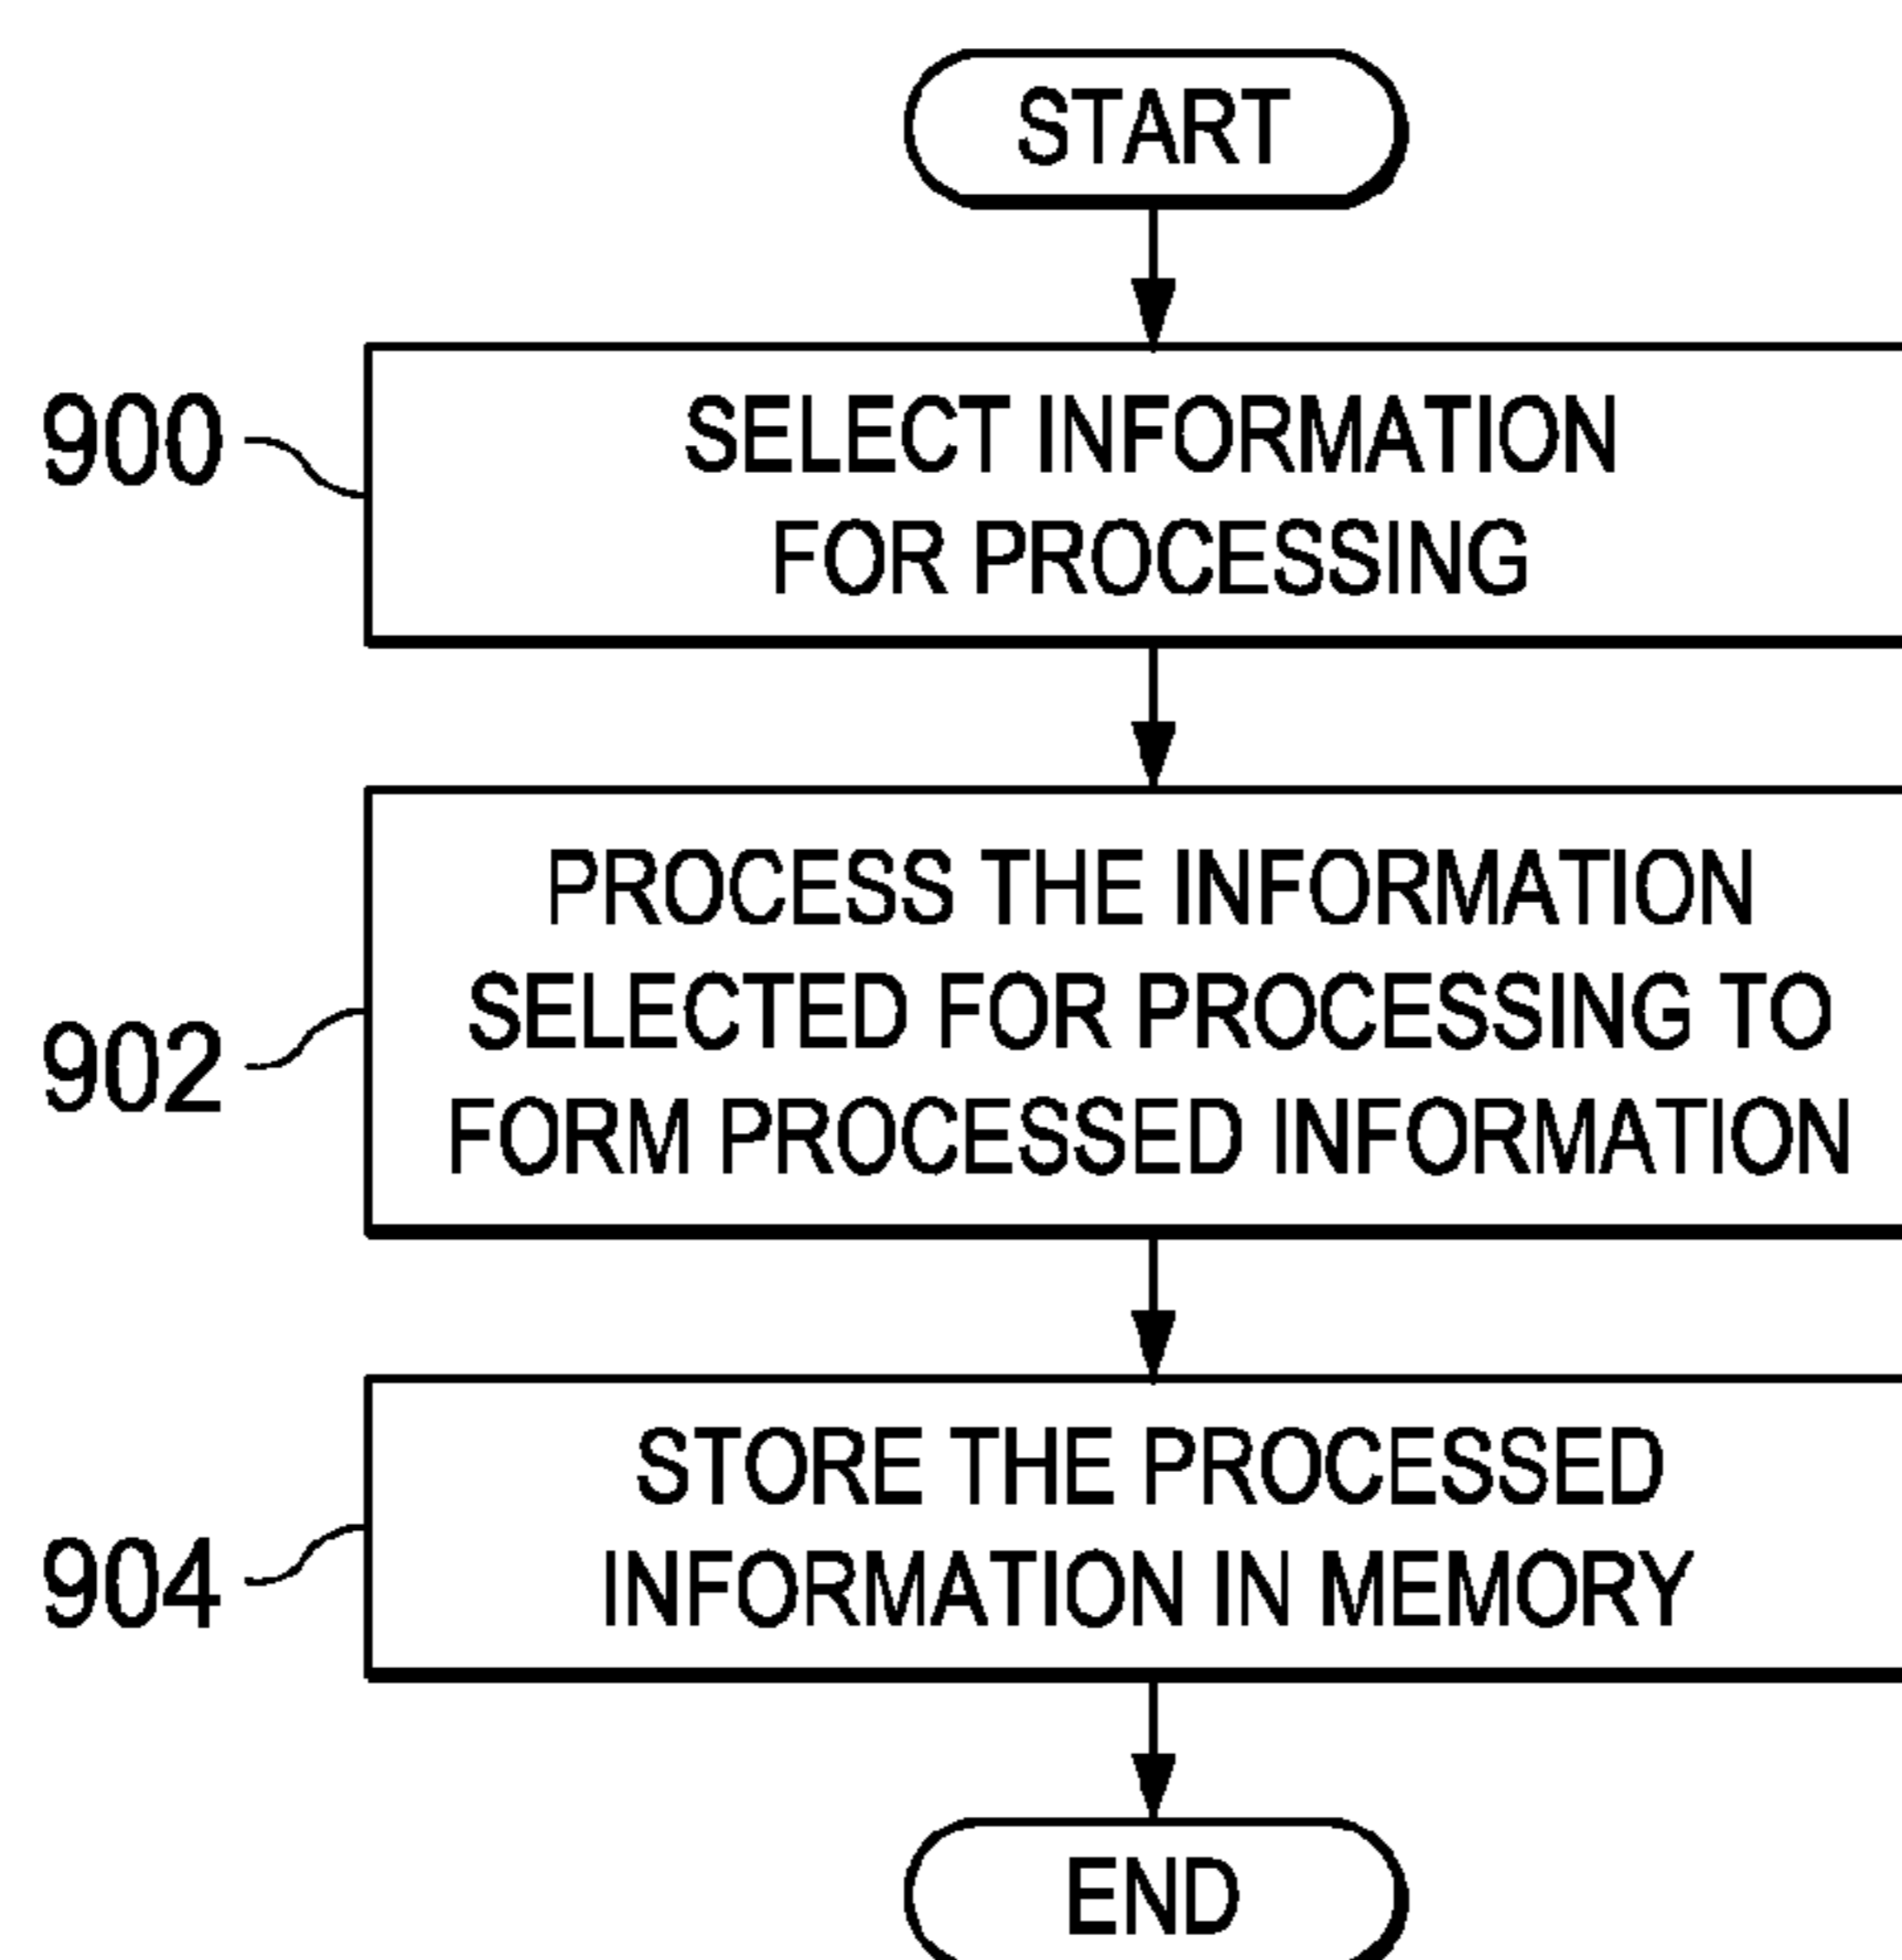 START
900
SELECT INFORMATION
FOR PROCESSING
902
PROCESS THE INFORMATION
SELECTED FOR PROCESSING TO
FORM PROCESSED INFORMATION
904
STORE THE PROCESSED
INFORMATION IN MEMORY
END